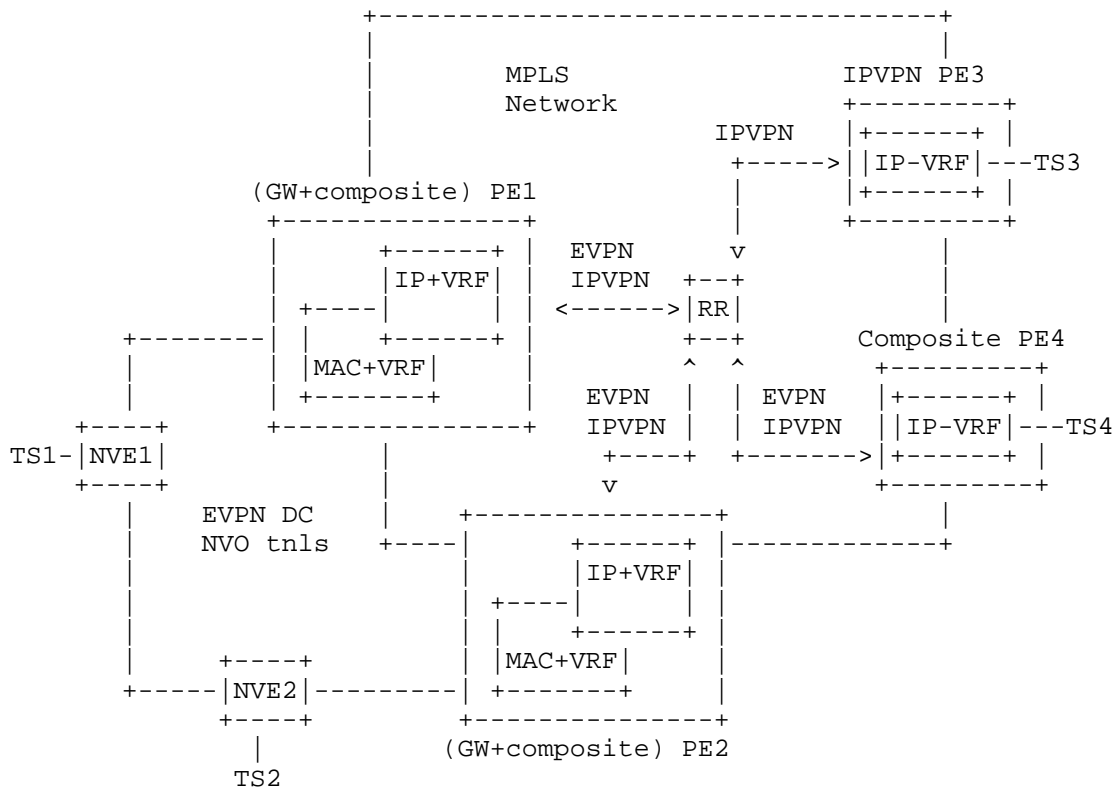 MPLS IPVPN PE3
Network
IPVPN
IP-VRF TS3
(GW+composite) PE1
EVPN
IP+VRF IPVPN
RR
Composite PE4
MAC+VRF
EVPN EVPN
IPVPN IPVPN IP-VRF TS4
TS1 NVE1
EVPN DC
NVO tnls
IP+VRF
MAC+VRF
NVE2
(GW+composite) PE2
TS2